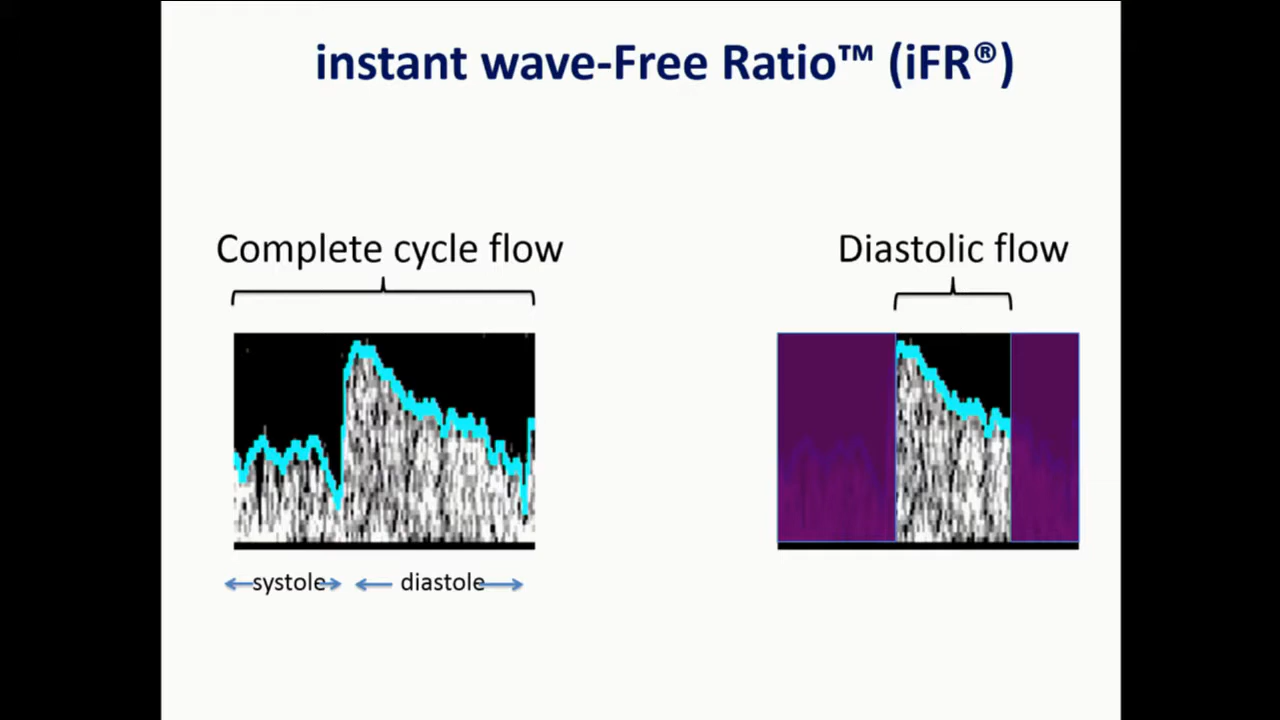 instant wave-Free Ratio™ (iFR®)
Complete cycle flow
Diastolic flow
systole
diastole